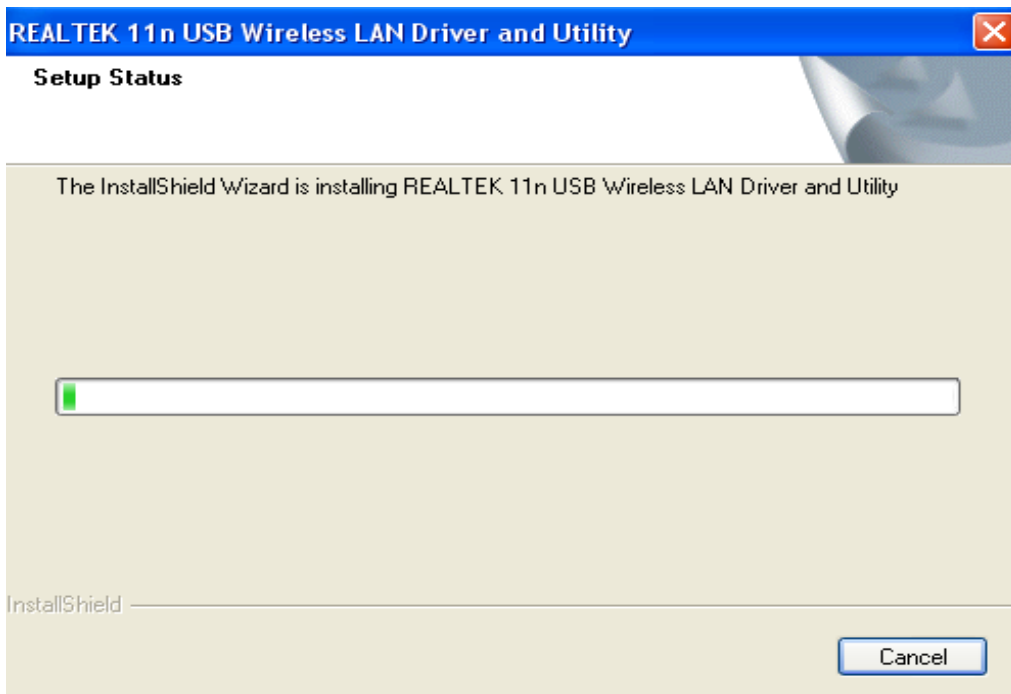 REALTEK 11n USB Wireless LAN Driver and Utility
Setup Status
The InstallShield Wizard is installing REALTEK 11n USB Wireless LAN Driver and Utility
InstallShield
Cancel